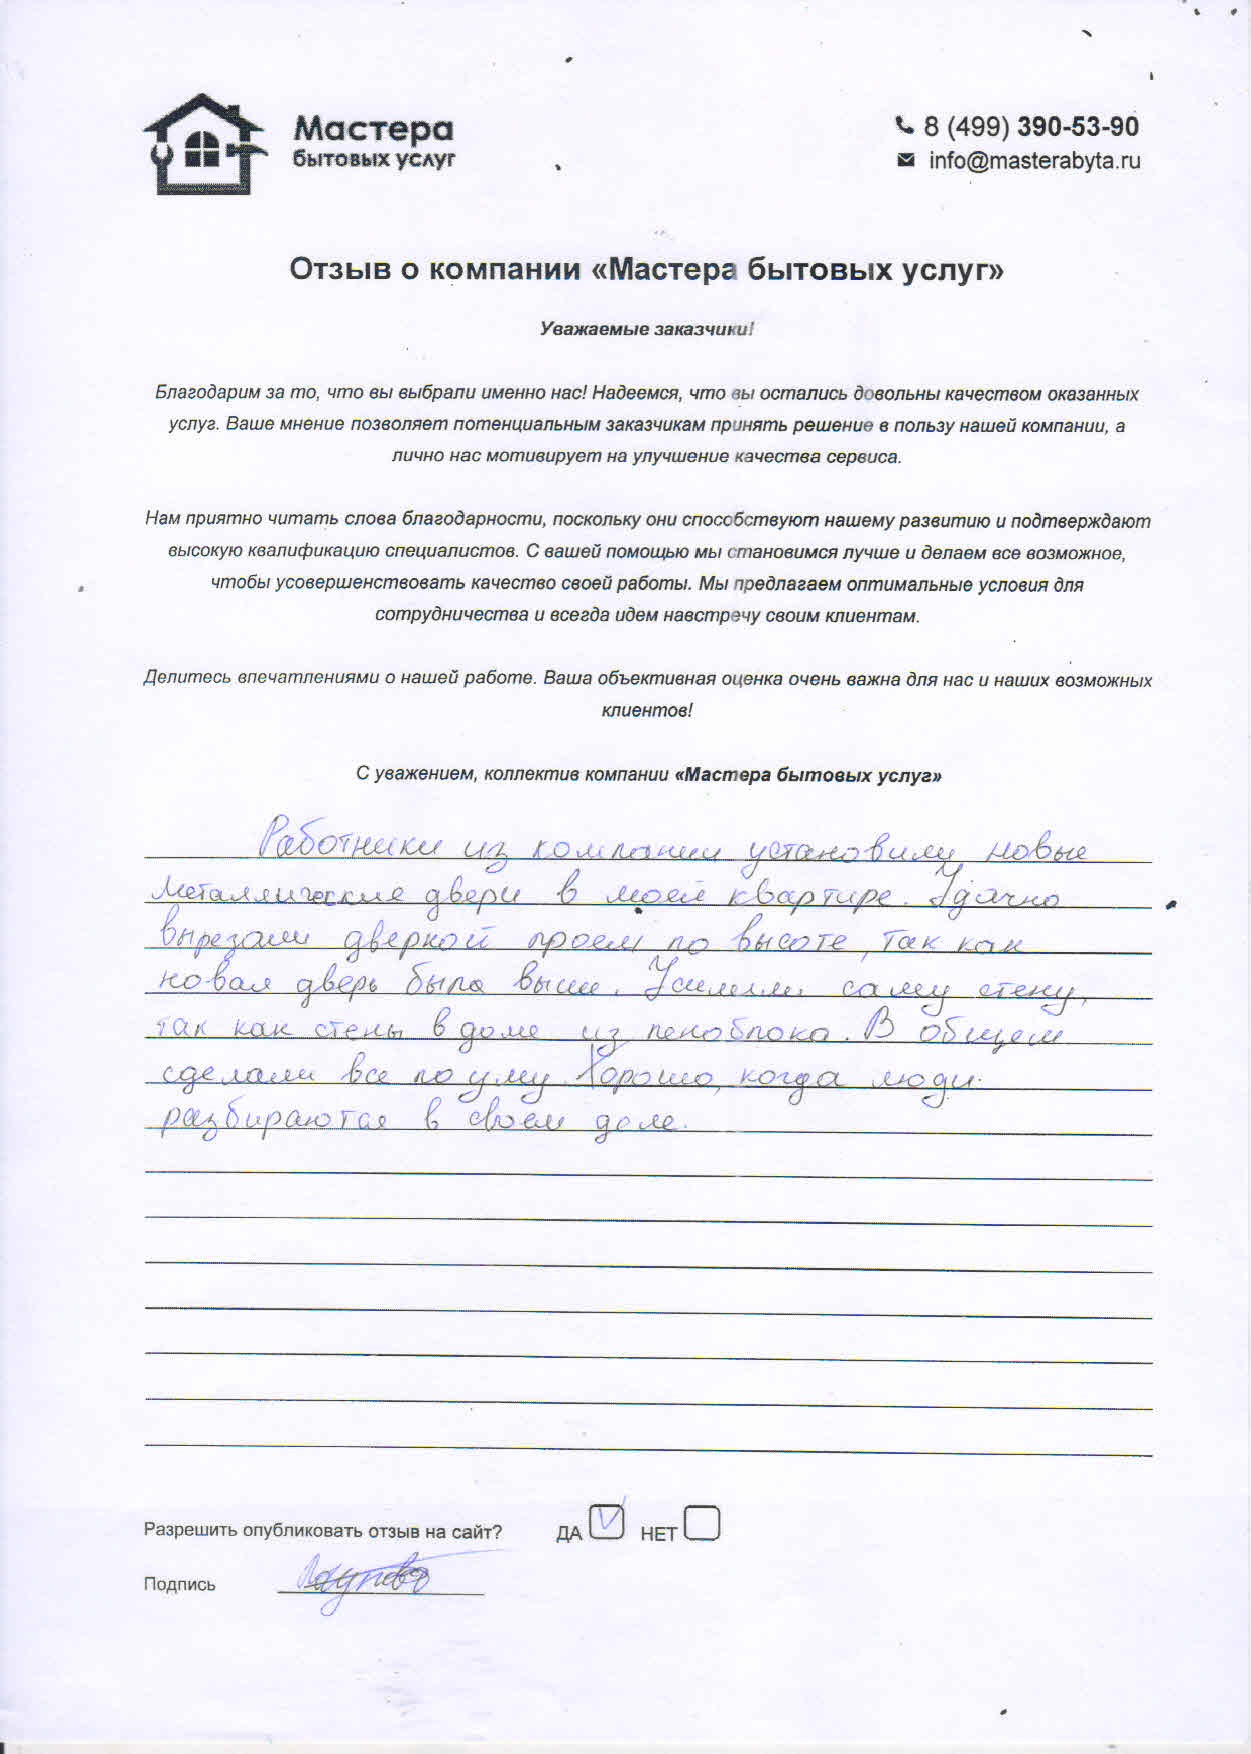 Мастера
бытовых услуг
8 (499) 390-53-90
info@masterabyta.ru
Отзыв о компании «Мастера бытовых услуг»
Уважаемые заказчики!
Благодарим за то, что вы выбрали именно нас! Надеемся, что вы остались довольны качеством оказанных
услуг. Ваше мнение позволяет потенциальным заказчикам принять решение в пользу нашей компании, а
лично нас мотивирует на улучшение качества сервиса.
Нам приятно читать слова благодарности, поскольку они способствуют нашему развитию и подтверждают
высокую квалификацию специалистов. С вашей помощью мы становимся лучше и делаем все возможное,
чтобы усовершенствовать качество своей работы. Мы предлагаем оптимальные условия для
сотрудничества и всегда идем навстречу своим клиентам.
Делитесь впечатлениями о нашей работе. Ваша объективная оценка очень важна для нас и наших возможных
клиентов!
С уважением, коллектив компании «Мастера бытовых услуг»
Работники из компании установили новые
металлические двери в моей квартире. Удачно
вырезали дверной проем по высоте, так как
новая дверь была выше. Усилили саму стену,
так как стены в доме из пеноблока. В общем
сделали все по уму. Хорошо, когда люди
разбираются в своем деле.
Разрешить опубликовать отзыв на сайт? ДА НЕТ
Подпись